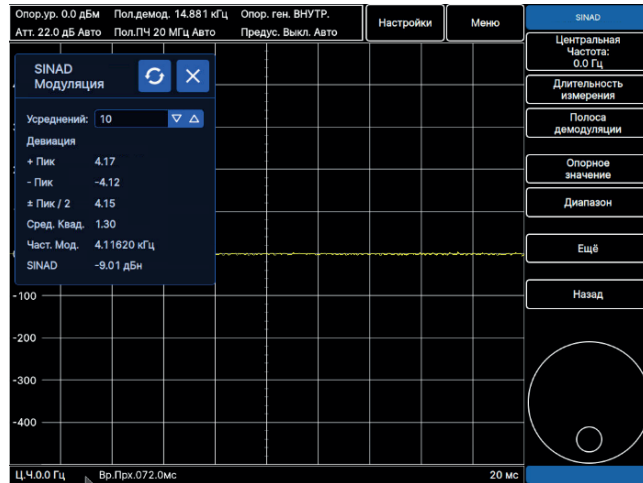 Опор.ур. 0.0 дБм Пол.демод. 14.881 кГц Опор. ген. ВНУТР.
Атт. 22.0 дБ Авто Пол.ПЧ 20 МГц Авто Предус. Выкл. Авто
Настройки
Меню
SINAD
Центральная
Частота:
0.0 Гц
Длительность
измерения
Полоса
демодуляции
Опорное
значение
Диапазон
Ещё
Назад
SINAD
Модуляция
Усреднений: 10
Девиация
+ Пик 4.17
- Пик -4.12
± Пик / 2 4.15
Сред. Квад. 1.30
Част. Мод. 4.11620 кГц
SINAD -9.01 дБн
-100
-200
-300
-400
Ц.Ч.0.0 Гц Вр.Прх.072.0мс 20 мс